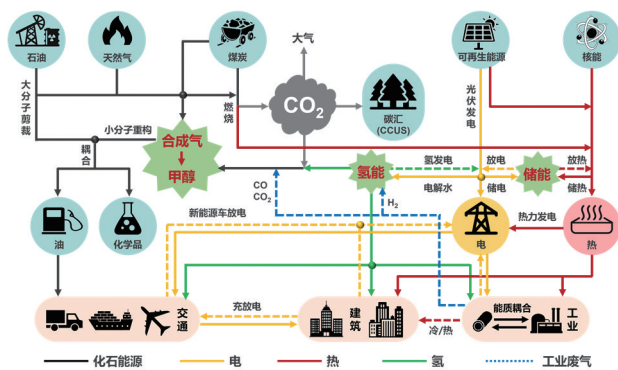 石油
天然气
煤炭
大气
可再生能源
核能
大分子剪裁
燃烧
CO₂
碳汇
(CCUS)
光伏发电
小分子重构
耦合
合成气
甲醇
氢能
氢发电
放电
储能
放热
电解水
储电
储热
CO
CO₂
H₂
新能源车放电
热力发电
油
化学品
电
热
交通
充放电
建筑
冷/热
能质耦合
工业
化石能源
电
热
氢
工业废气